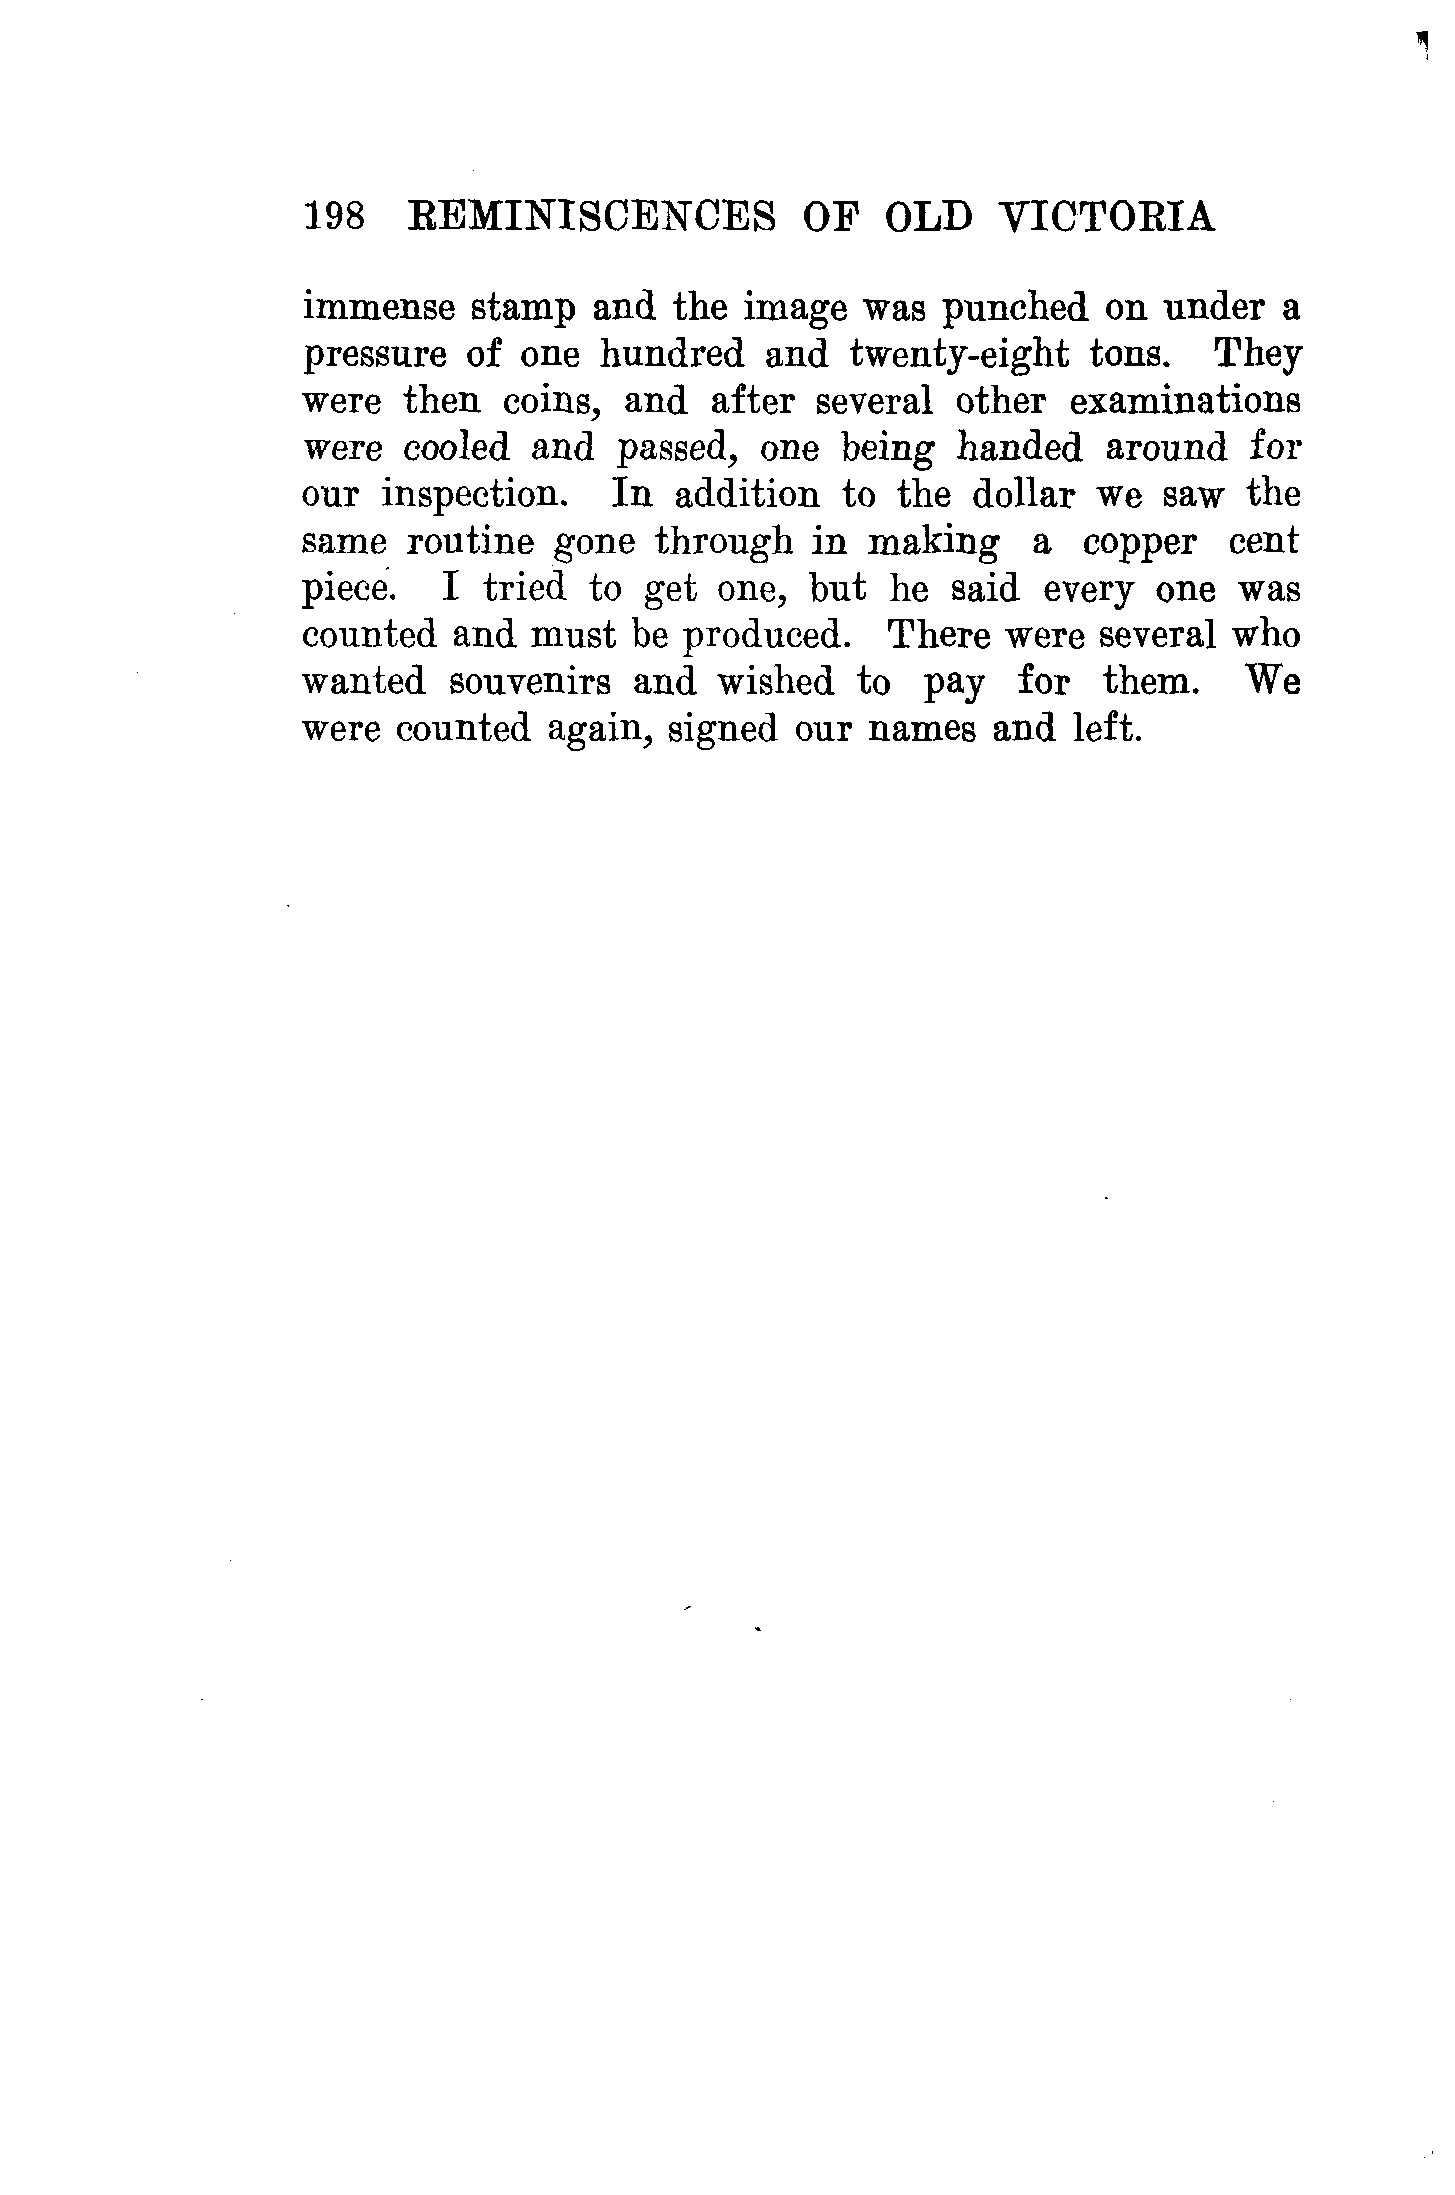 198 REMINISCENCES OF OLD VICTORIA
immense stamp and the image was punched on under a
pressure of one hundred and twenty-eight tons. They
were then coins, and after several other examinations
were cooled and passed, one being handed around for
our inspection. In addition to the dollar we saw the
same routine gone through in making a copper cent
piece. I tried to get one, but he said every one was
counted and must be produced. There were several who
wanted souvenirs and wished to pay for them. We
were counted again, signed our names and left.